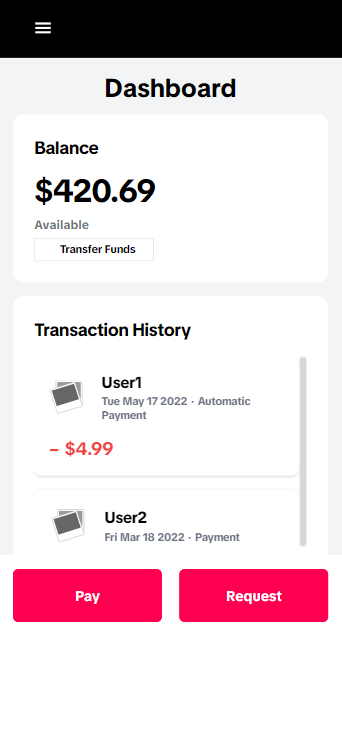 Dashboard
Balance
$420.69
Available
Transfer Funds
Transaction History
User1
Tue May 17 2022 · Automatic
Payment
− $4.99
User2
Fri Mar 18 2022 · Payment
Pay
Request